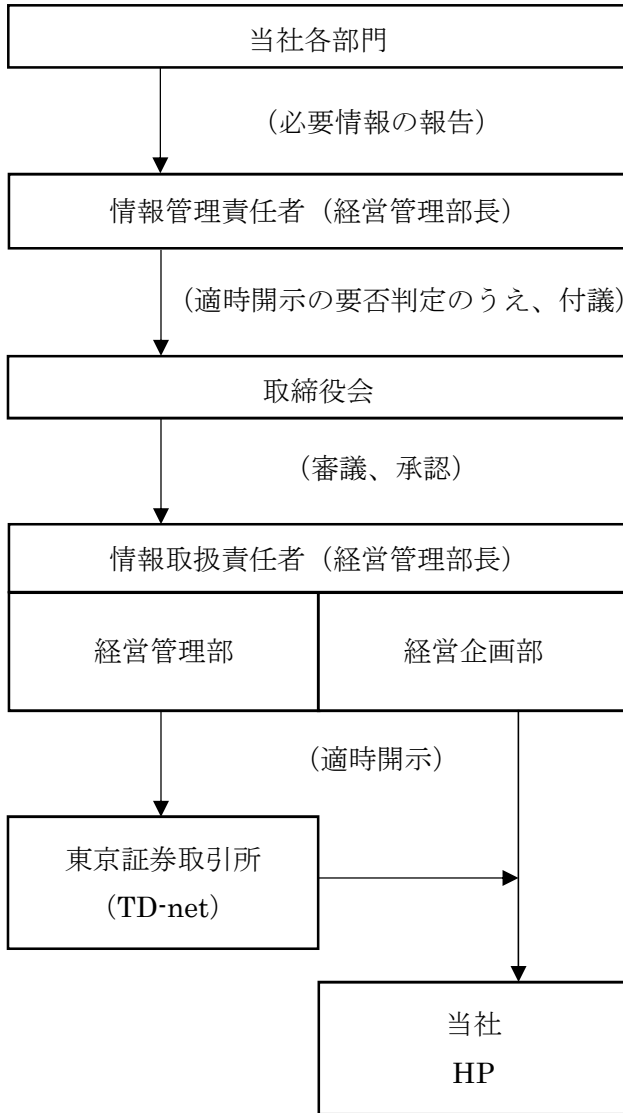 当社各部門
（必要情報の報告）
情報管理責任者（経営管理部長）
（適時開示の要否判定のうえ、付議）
取締役会
（審議、承認）
情報取扱責任者（経営管理部長）
経営管理部
経営企画部
（適時開示）
東京証券取引所
（TD-net）
当社
HP